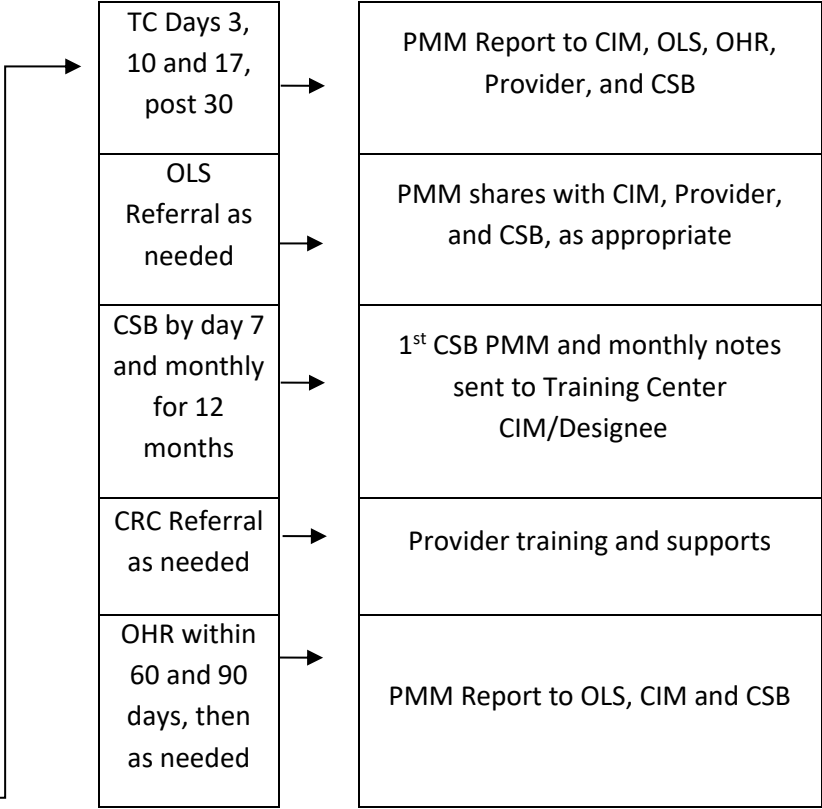 TC Days 3,
10 and 17,
post 30
PMM Report to CIM, OLS, OHR,
Provider, and CSB
OLS
Referral as
needed
PMM shares with CIM, Provider,
and CSB, as appropriate
CSB by day 7
and monthly
for 12
months
1st CSB PMM and monthly notes
sent to Training Center
CIM/Designee
CRC Referral
as needed
Provider training and supports
OHR within
60 and 90
days, then
as needed
PMM Report to OLS, CIM and CSB